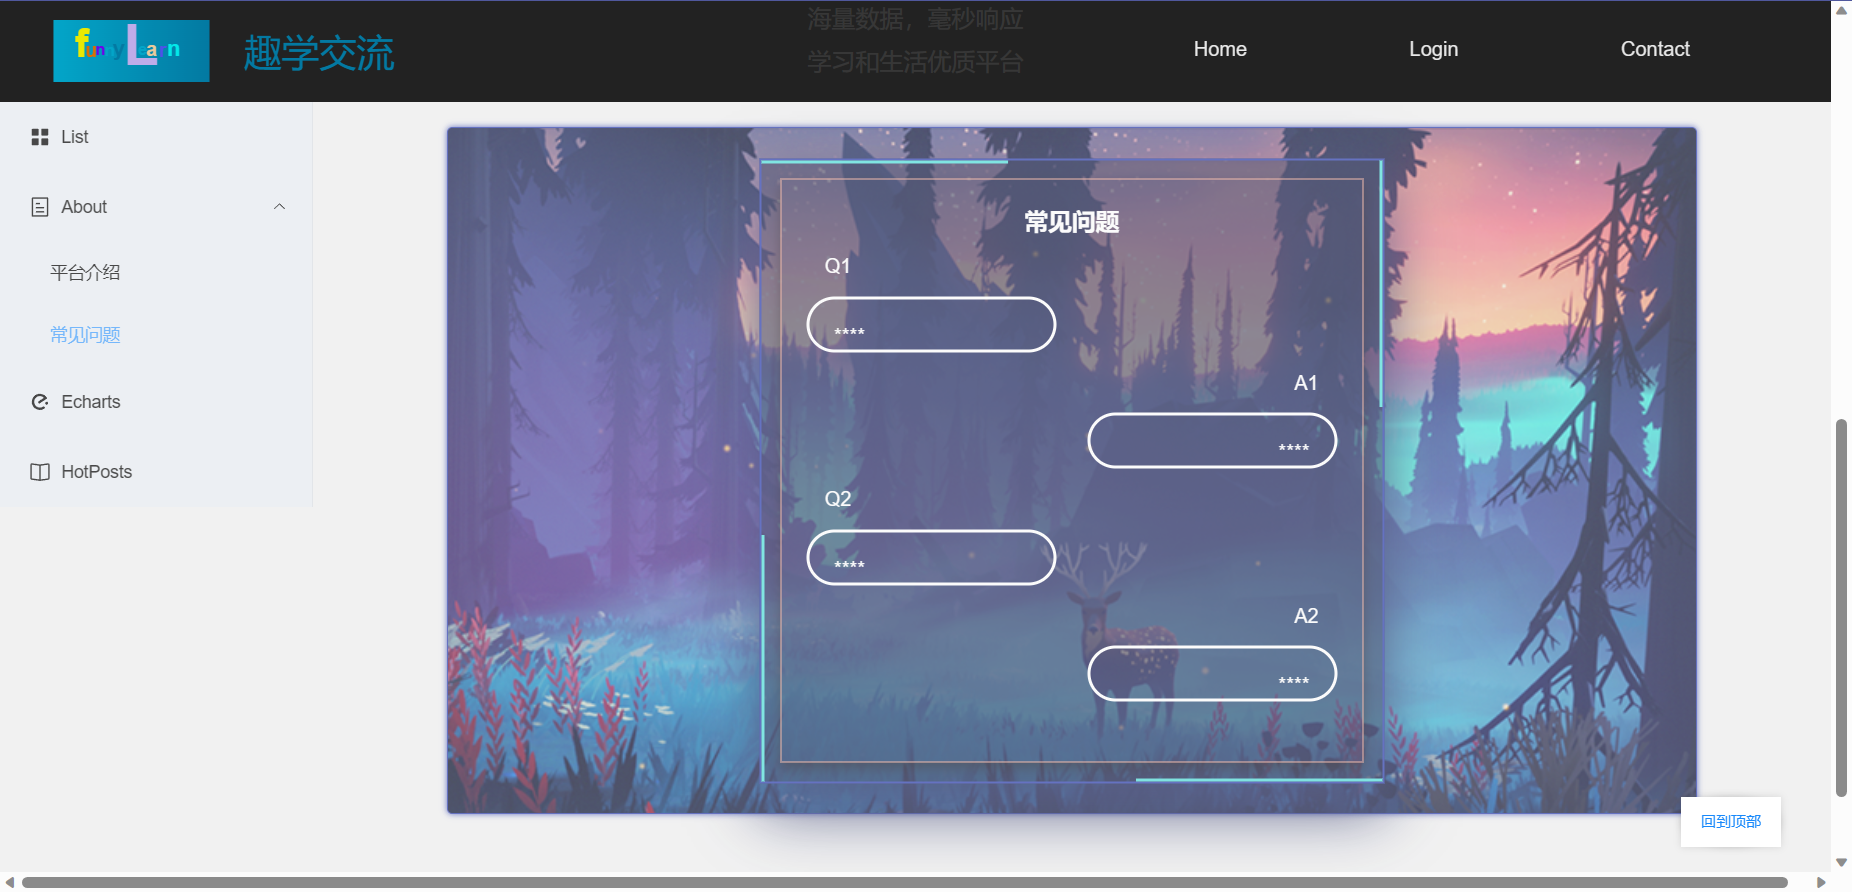 funny Learn
趣学交流
海量数据，毫秒响应
学习和生活优质平台
Home
Login
Contact
List
About
平台介绍
常见问题
Echarts
HotPosts
常见问题
Q1
****
A1
****
Q2
****
A2
****
回到顶部